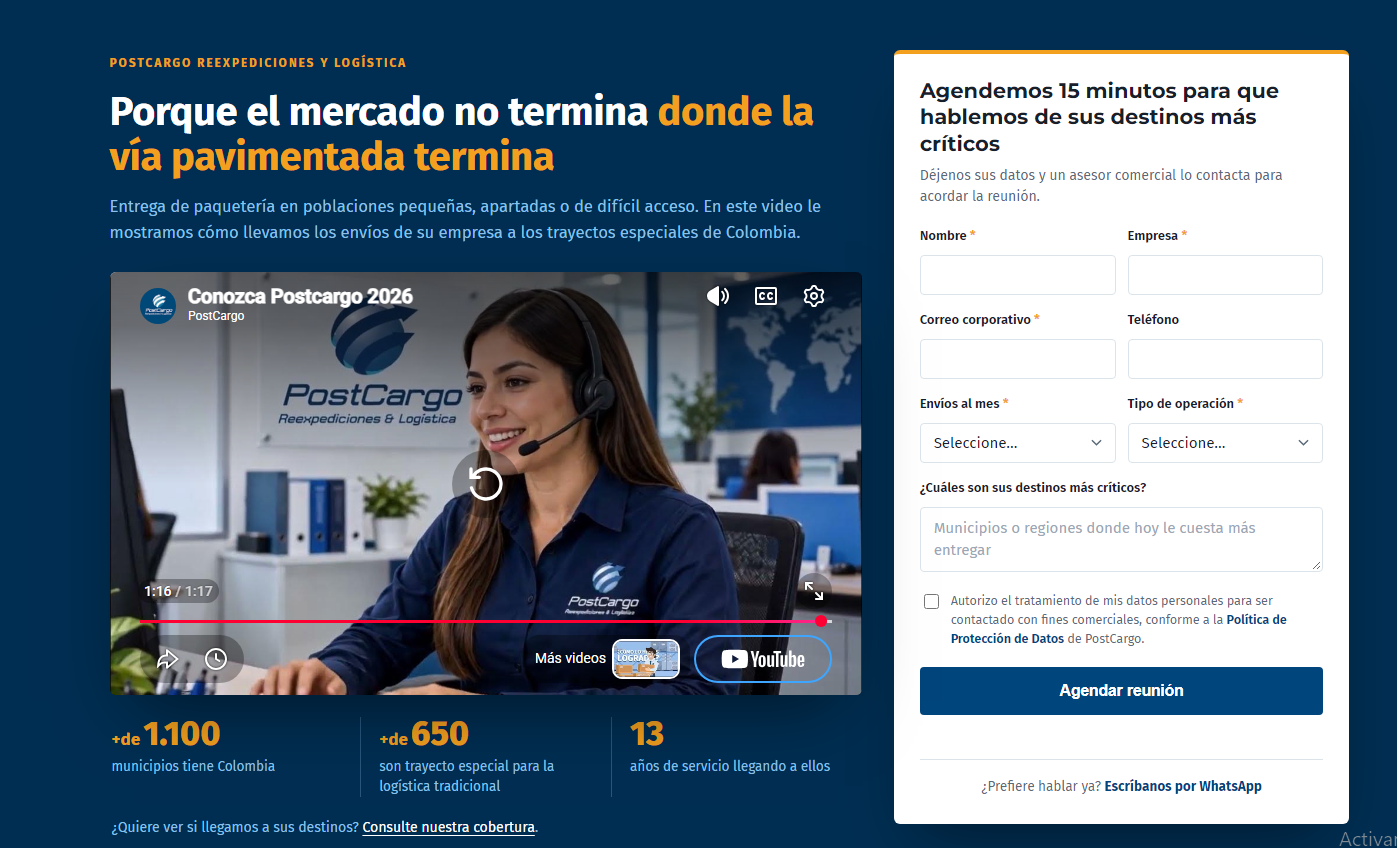 POSTCARGO REEXPEDICIONES Y LOGÍSTICA
Porque el mercado no termina donde la
vía pavimentada termina
Entrega de paquetería en poblaciones pequeñas, apartadas o de difícil acceso. En este video le
mostramos cómo llevamos los envíos de su empresa a los trayectos especiales de Colombia.
Conozca Postcargo 2026
PostCargo
CC
PostCargo
Reexpediciones & Logística
PostCargo
Reexpediciones & Logística
1:16 / 1:17
Más videos
YouTube
+de 1.100
municipios tiene Colombia
+de 650
son trayecto especial para la
logística tradicional
13
años de servicio llegando a ellos
¿Quiere ver si llegamos a sus destinos? Consulte nuestra cobertura.
Agendemos 15 minutos para que
hablemos de sus destinos más
críticos
Déjenos sus datos y un asesor comercial lo contacta para
acordar la reunión.
Nombre *
Empresa *
Correo corporativo *
Teléfono
Envíos al mes *
Tipo de operación *
Seleccione...
Seleccione...
¿Cuáles son sus destinos más críticos?
Municipios o regiones donde hoy le cuesta más
entregar
Autorizo el tratamiento de mis datos personales para ser
contactado con fines comerciales, conforme a la Política de
Protección de Datos de PostCargo.
Agendar reunión
¿Prefiere hablar ya? Escríbanos por WhatsApp
Activar